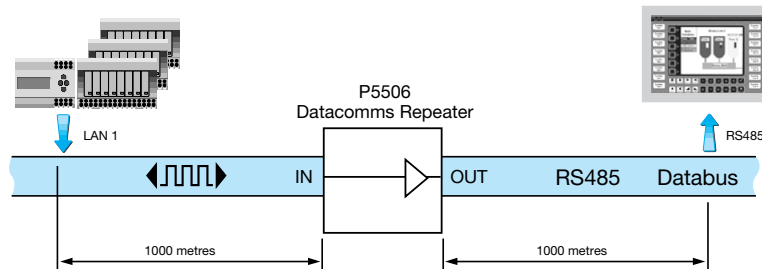 P5506
Datacomms Repeater
LAN 1
RS485
IN
OUT
RS485
Databus
1000 metres
1000 metres